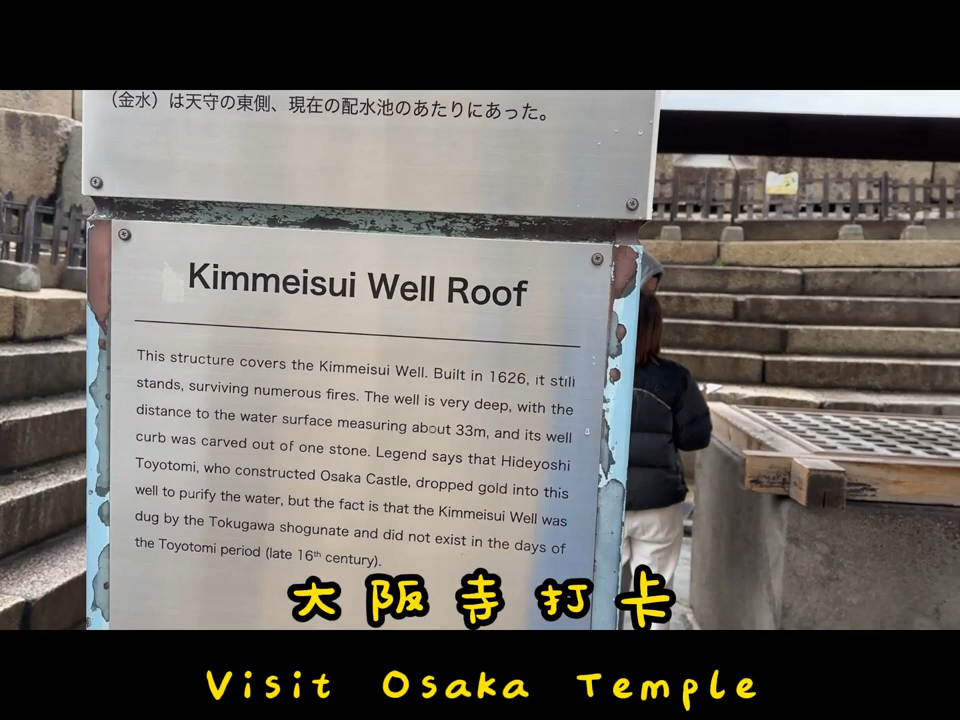 （金水）は天守の東側、現在の配水池のあたりにあった。
Kimmeisui Well Roof
This structure covers the Kimmeisui Well. Built in 1626, it still
stands, surviving numerous fires. The well is very deep, with the
distance to the water surface measuring about 33m, and its well
curb was carved out of one stone. Legend says that Hideyoshi
Toyotomi, who constructed Osaka Castle, dropped gold into this
well to purify the water, but the fact is that the Kimmeisui Well was
dug by the Tokugawa shogunate and did not exist in the days of
the Toyotomi period (late 16th century).
大阪寺打卡
Visit Osaka Temple